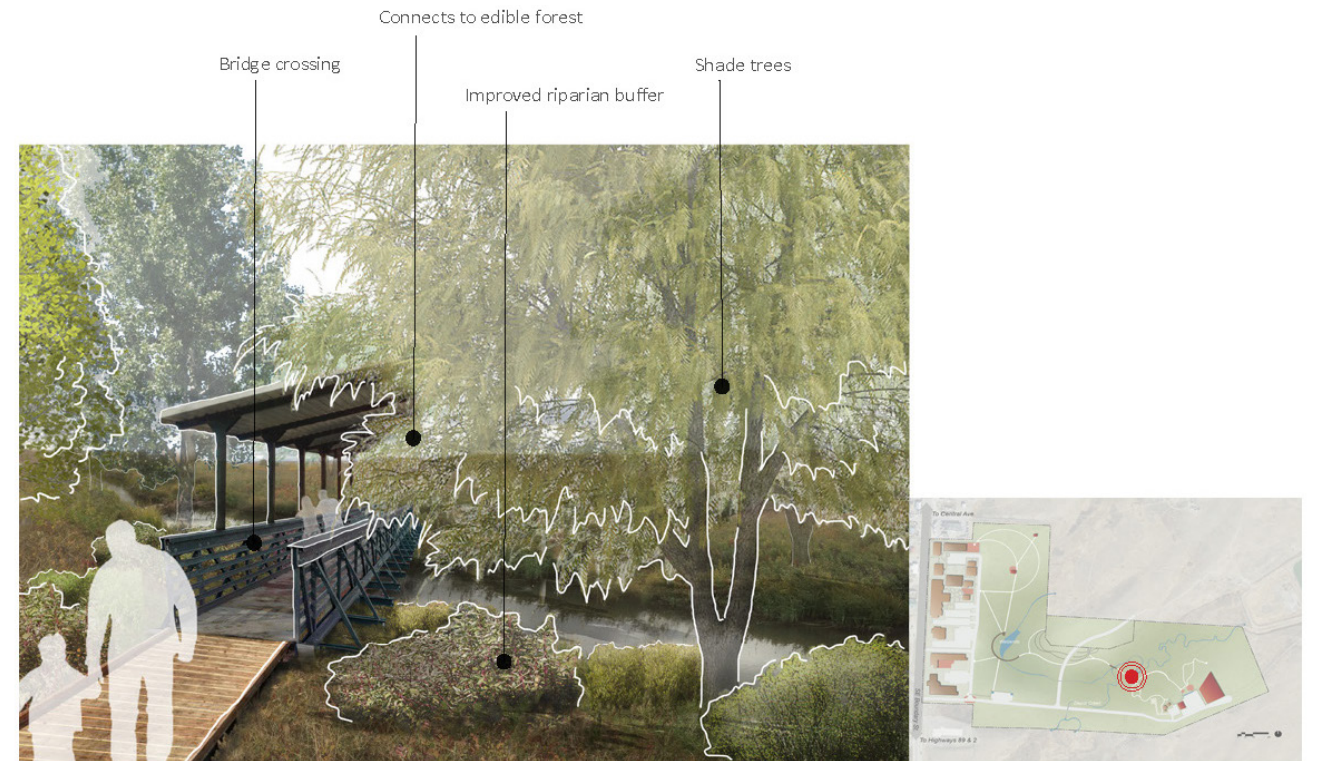 Connects to edible forest
Bridge crossing
Shade trees
Improved riparian buffer
To Central Ave
To Highways 89 & 2